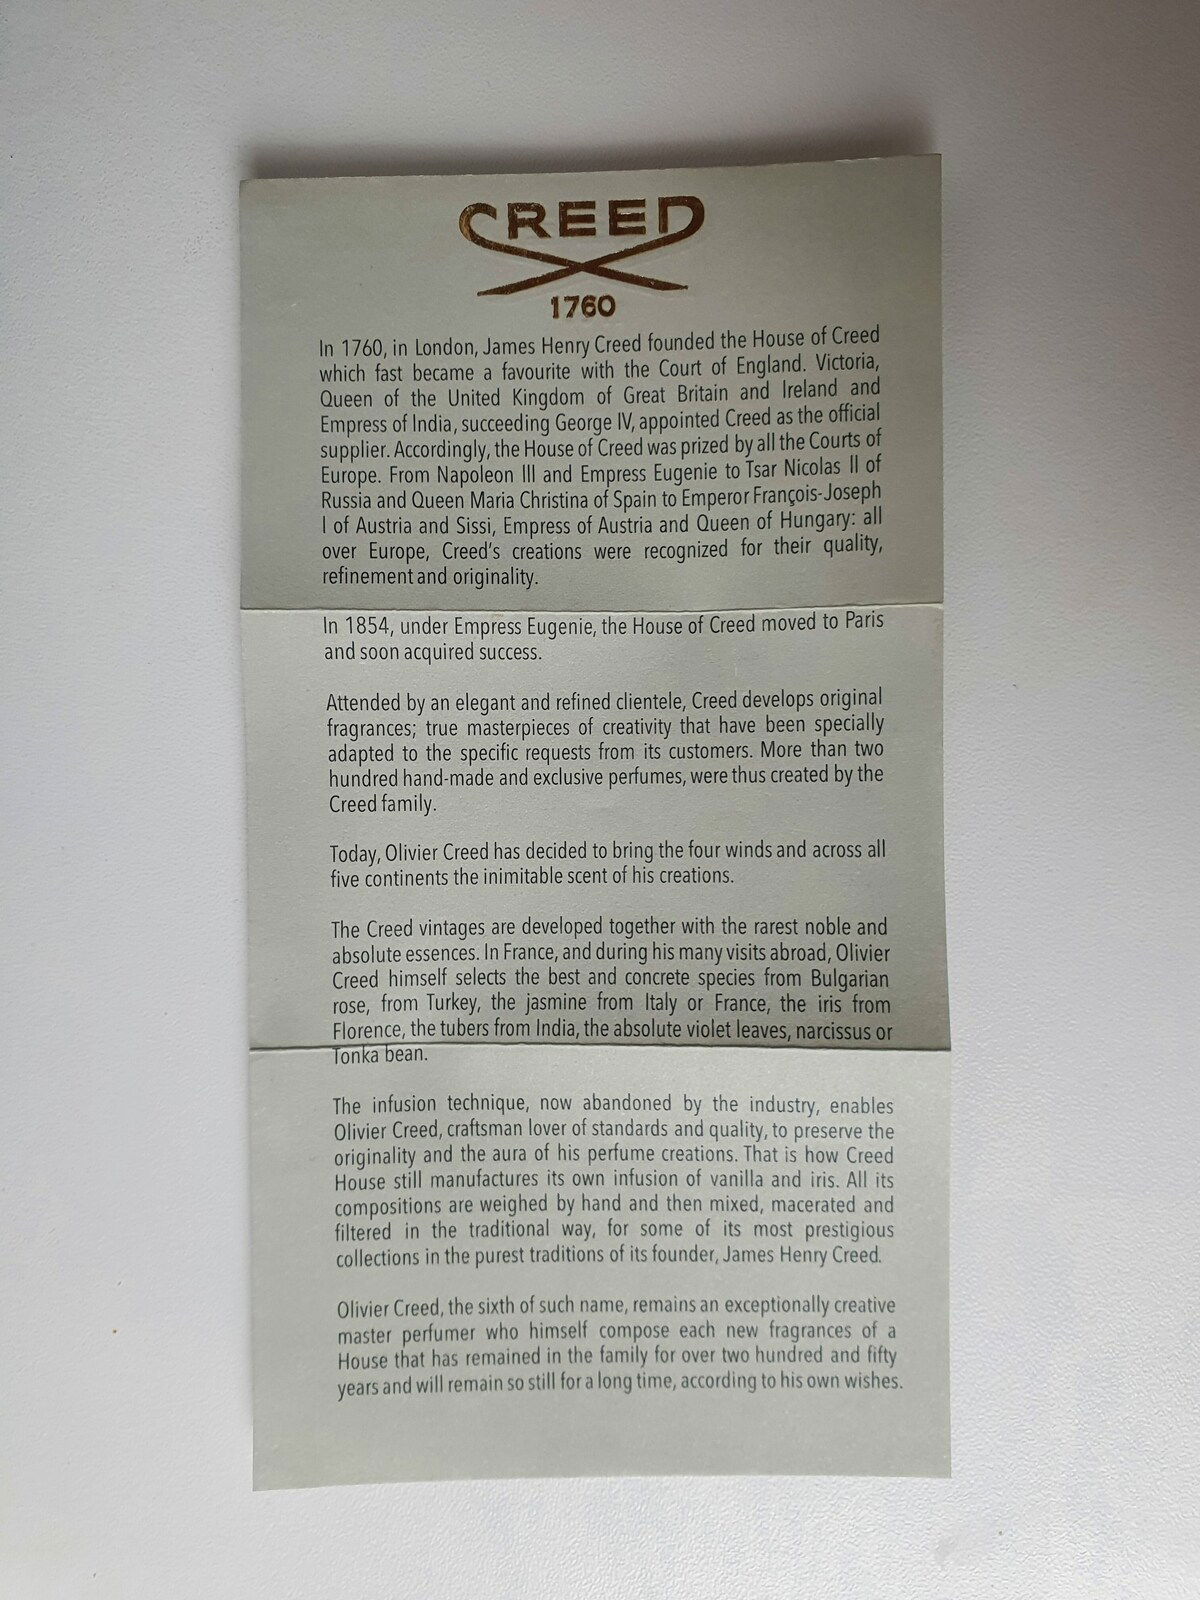 CREED
1760
In 1760, in London, James Henry Creed founded the House of Creed
which fast became a favourite with the Court of England. Victoria,
Queen of the United Kingdom of Great Britain and Ireland and
Empress of India, succeeding George IV, appointed Creed as the official
supplier. Accordingly, the House of Creed was prized by all the Courts of
Europe. From Napoleon III and Empress Eugenie to Tsar Nicolas II of
Russia and Queen Maria Christina of Spain to Emperor François-Joseph
I of Austria and Sissi, Empress of Austria and Queen of Hungary: all
over Europe, Creed's creations were recognized for their quality,
refinement and originality.
In 1854, under Empress Eugenie, the House of Creed moved to Paris
and soon acquired success.
Attended by an elegant and refined clientele, Creed develops original
fragrances; true masterpieces of creativity that have been specially
adapted to the specific requests from its customers. More than two
hundred hand-made and exclusive perfumes, were thus created by the
Creed family.
Today, Olivier Creed has decided to bring the four winds and across all
five continents the inimitable scent of his creations.
The Creed vintages are developed together with the rarest noble and
absolute essences. In France, and during his many visits abroad, Olivier
Creed himself selects the best and concrete species from Bulgarian
rose, from Turkey, the jasmine from Italy or France, the iris from
Florence, the tubers from India, the absolute violet leaves, narcissus or
Tonka bean.
The infusion technique, now abandoned by the industry, enables
Olivier Creed, craftsman lover of standards and quality, to preserve the
originality and the aura of his perfume creations. That is how Creed
House still manufactures its own infusion of vanilla and iris. All its
compositions are weighed by hand and then mixed, macerated and
filtered in the traditional way, for some of its most prestigious
collections in the purest traditions of its founder, James Henry Creed.
Olivier Creed, the sixth of such name, remains an exceptionally creative
master perfumer who himself compose each new fragrances of a
House that has remained in the family for over two hundred and fifty
years and will remain so still for a long time, according to his own wishes.